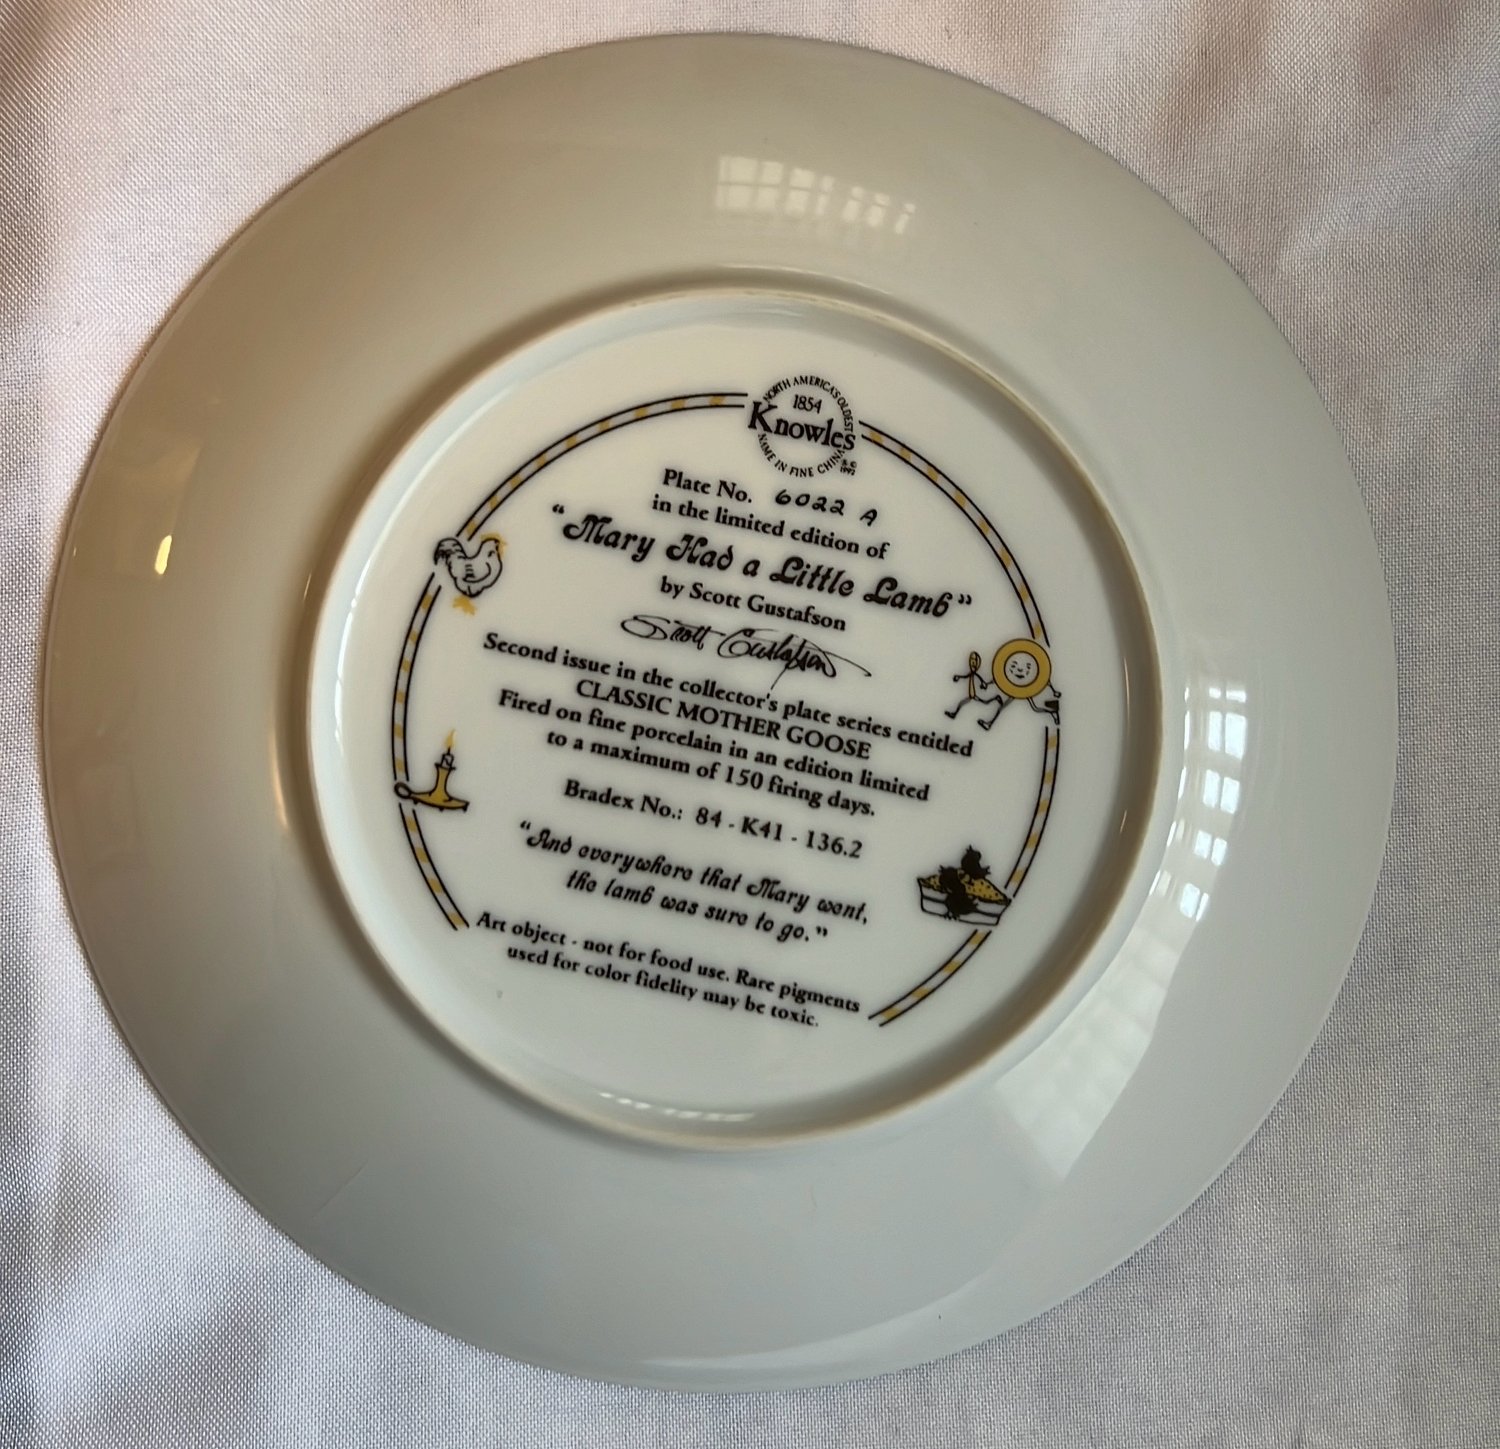 NORTH AMERICA'S OLDEST
1854
Knowles
NAME IN FINE CHINA
Plate No. 6022 A
in the limited edition of
"Mary Had a Little Lamb"
by Scott Gustafson
Scott Gustafson
Second issue in the collector's plate series entitled
CLASSIC MOTHER GOOSE
Fired on fine porcelain in an edition limited
to a maximum of 150 firing days.
Bradex No.: 84 - K41 - 136.2
"And everywhere that Mary went,
the lamb was sure to go."
Art object - not for food use. Rare pigments
used for color fidelity may be toxic.